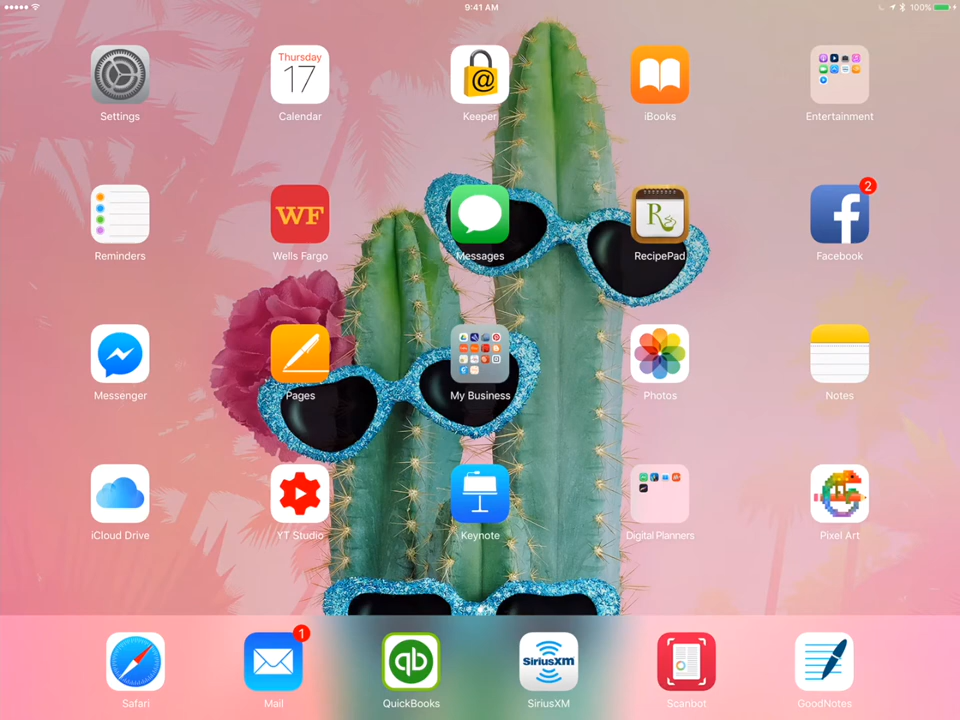 9:41 AM
100%
Thursday
17
@
Settings
Calendar
Keeper
iBooks
Entertainment
2
WF
R
Reminders
Wells Fargo
Messages
RecipePad
Facebook
Messenger
Pages
My Business
Photos
Notes
iCloud Drive
YT Studio
Keynote
Digital Planners
Pixel Art
1
qb
SiriusXM
Safari
Mail
QuickBooks
SiriusXM
Scanbot
GoodNotes